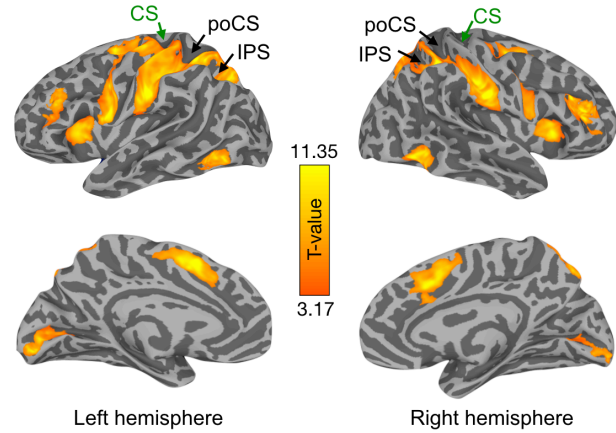 CS
poCS
IPS
CS
poCS
IPS
11.35
T-value
3.17
Left hemisphere
Right hemisphere